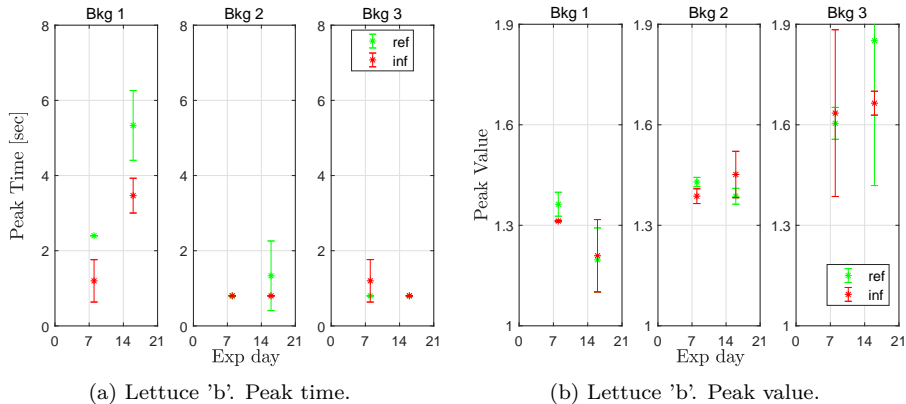 Bkg 1 Bkg 2 Bkg 3
8 8 8
ref
inf
6 6 6
4 4 4
2 2 2
0 0 0
0 7 14 21 0 7 14 21 0 7 14 21
Peak Time [sec]
Exp day
(a) Lettuce 'b'. Peak time.
Bkg 1 Bkg 2 Bkg 3
1.9 1.9 1.9
1.6 1.6 1.6
1.3 1.3 1.3
ref
inf
1 1 1
0 7 14 21 0 7 14 21 0 7 14 21
Peak Value
Exp day
(b) Lettuce 'b'. Peak value.